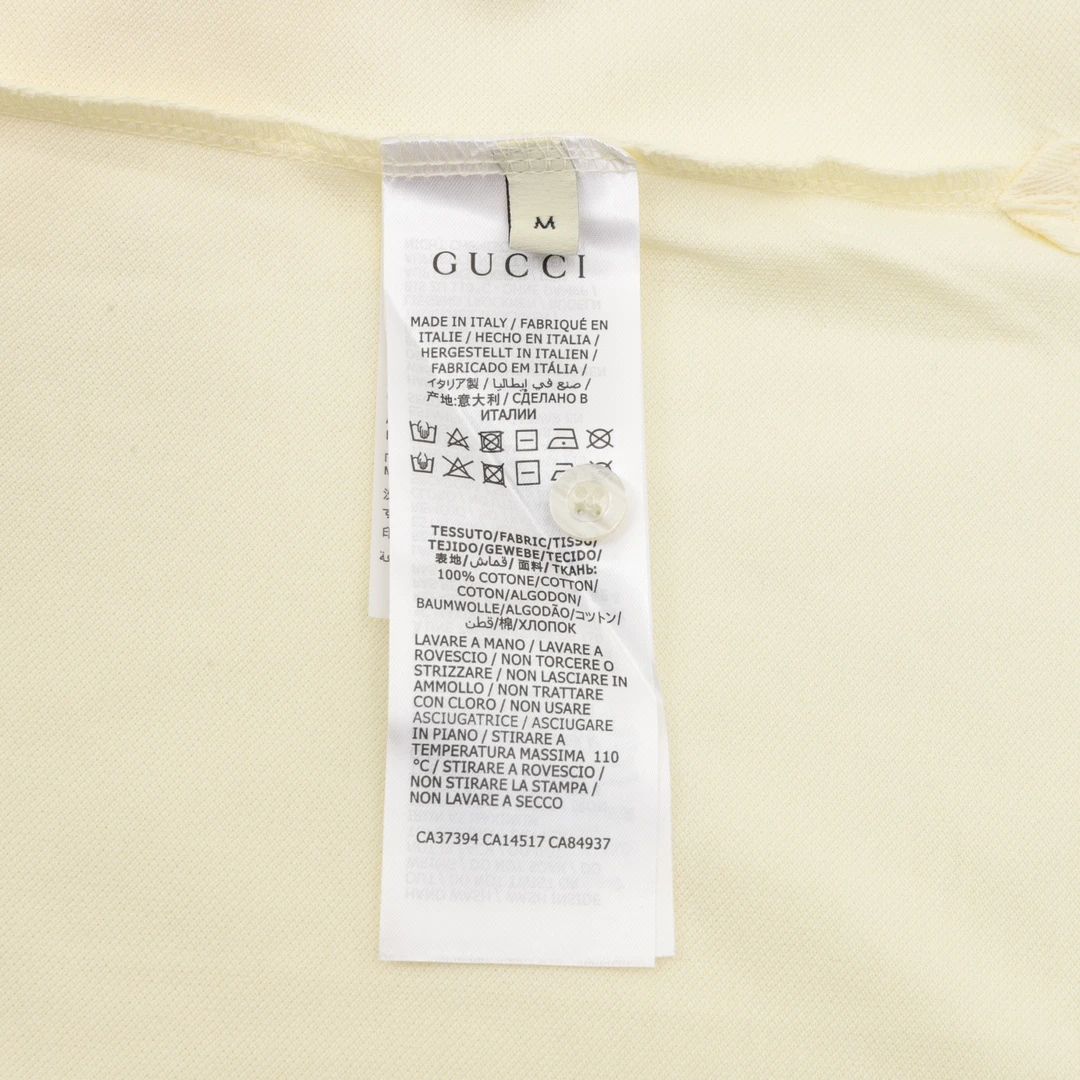 M
GUCCI
MADE IN ITALY / FABRIQUÉ EN
ITALIE / HECHO EN ITALIA /
HERGESTELLT IN ITALIEN /
FABRICADO EM ITÁLIA /
イタリア製 / صنع في إيطاليا /
产地:意大利 / СДЕЛАНО В
ИТАЛИИ
TESSUTO/FABRIC/TISSU/
TEJIDO/GEWEBE/TECIDO/
表地/قماش/ 面料/ ТКАНЬ:
100% COTONE/COTTON/
COTON/ALGODON/
BAUMWOLLE/ALGODÃO/コットン/
قطن/棉/ХЛОПОК
LAVARE A MANO / LAVARE A
ROVESCIO / NON TORCERE O
STRIZZARE / NON LASCIARE IN
AMMOLLO / NON TRATTARE
CON CLORO / NON USARE
ASCIUGATRICE / ASCIUGARE
IN PIANO / STIRARE A
TEMPERATURA MASSIMA 110
°C / STIRARE A ROVESCIO /
NON STIRARE LA STAMPA /
NON LAVARE A SECCO
CA37394 CA14517 CA84937